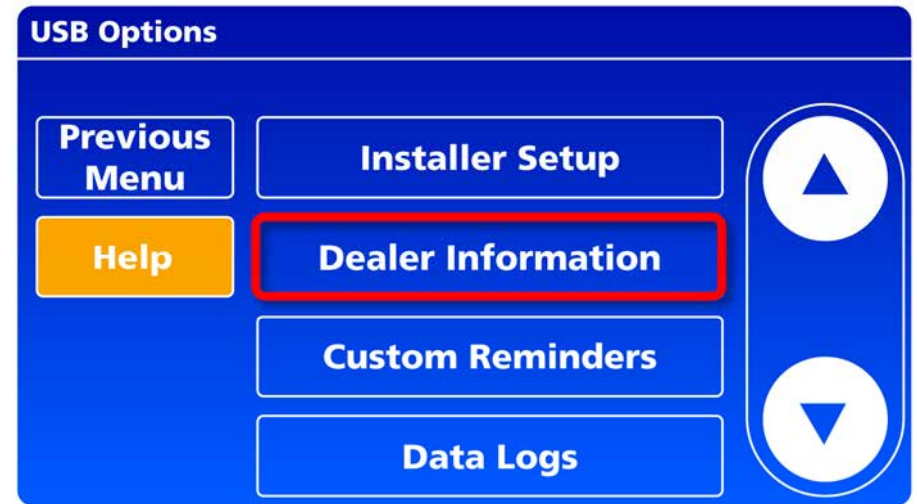 USB Options
Previous
Menu
Installer Setup
Help
Dealer Information
Custom Reminders
Data Logs